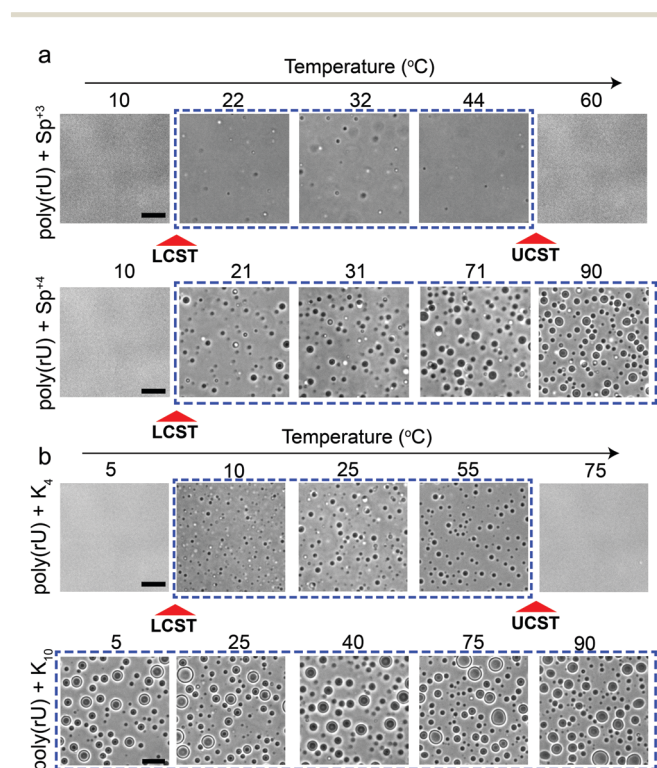 a
Temperature (°C)
10 22 32 44 60
poly(rU) + Sp⁺³
LCST UCST
10 21 31 71 90
poly(rU) + Sp⁺⁴
LCST
b
Temperature (°C)
5 10 25 55 75
poly(rU) + K₄
LCST UCST
5 25 40 75 90
poly(rU) + K₁₀